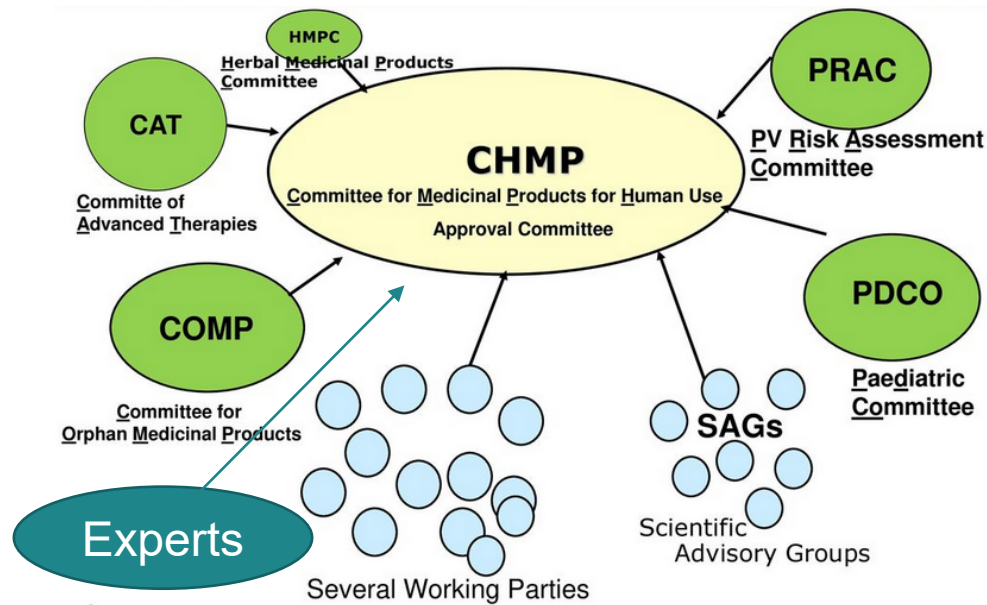 HMPC
Herbal Medicinal Products
Committee
CAT
Committe of
Advanced Therapies
CHMP
Committee for Medicinal Products for Human Use
Approval Committee
PRAC
PV Risk Assessment
Committee
PDCO
Paediatric
Committee
COMP
Committee for
Orphan Medicinal Products
SAGs
Scientific
Advisory Groups
Experts
Several Working Parties